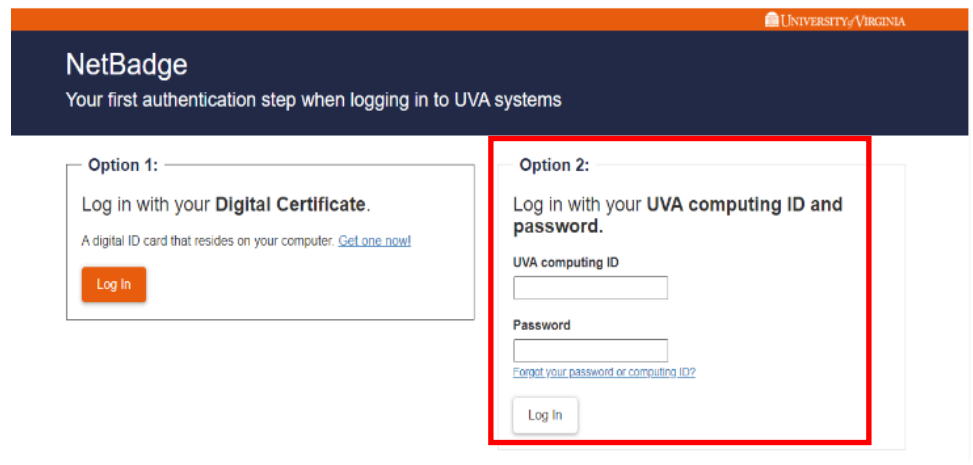 UNIVERSITY of VIRGINIA
NetBadge
Your first authentication step when logging in to UVA systems
Option 1:
Log in with your Digital Certificate.
A digital ID card that resides on your computer. Get one now!
Log In
Option 2:
Log in with your UVA computing ID and
password.
UVA computing ID
Password
Forgot your password or computing ID?
Log In